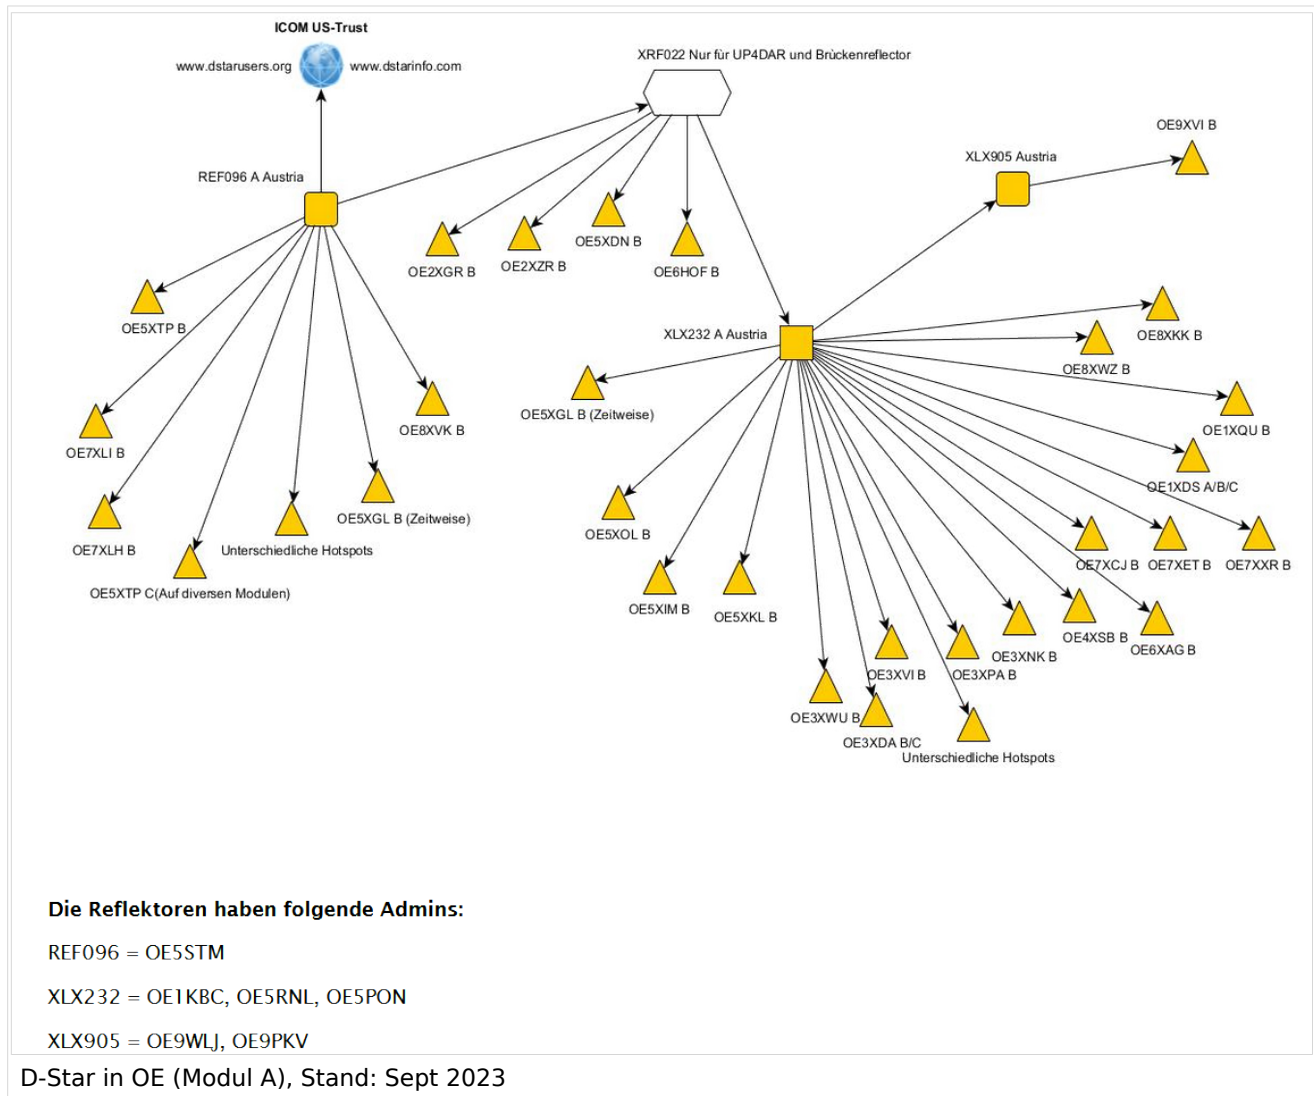 ICOM US-Trust
www.dstarusers.org
www.dstarinfo.com
XRF022 Nur für UP4DAR und Brückenreflector
OE9XVI B
XLX905 Austria
REF096 A Austria
OE5XDN B
OE2XZR B
OE2XGR B
OE6HOF B
OE5XTP B
XLX232 A Austria
OE8XKK B
OE8XWZ B
OE5XGL B (Zeitweise)
OE8XVK B
OE1XQU B
OE7XLI B
OE1XDS A/B/C
OE5XGL B (Zeitweise)
OE5XOL B
OE7XLH B
Unterschiedliche Hotspots
OE7XCJ B
OE7XET B
OE7XXR B
OE5XTP C(Auf diversen Modulen)
OE5XIM B
OE5XKL B
OE4XSB B
OE6XAG B
OE3XNK B
OE3XVI B
OE3XPA B
OE3XWU B
OE3XDA B/C
Unterschiedliche Hotspots
Die Reflektoren haben folgende Admins:
REF096 = OE5STM
XLX232 = OE1KBC, OE5RNL, OE5PON
XLX905 = OE9WLJ, OE9PKV
D-Star in OE (Modul A), Stand: Sept 2023